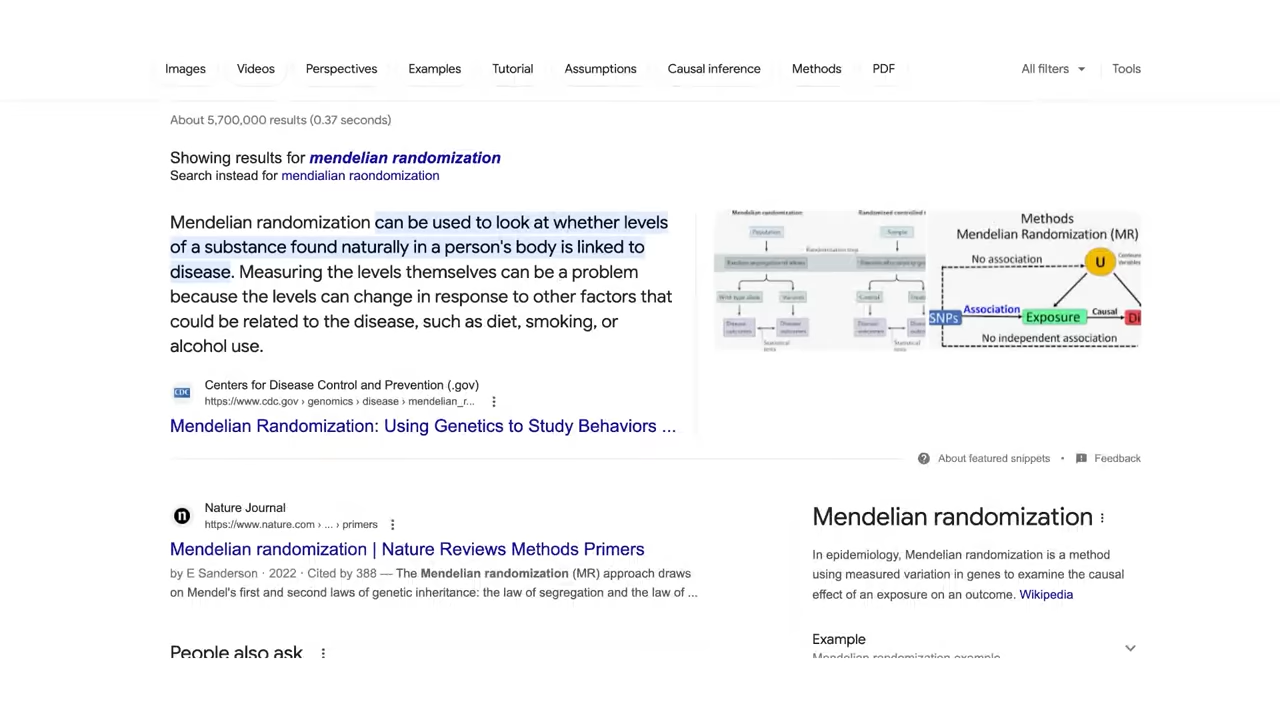 Images Videos Perspectives Examples Tutorial Assumptions Causal inference Methods PDF All filters Tools
About 5,700,000 results (0.37 seconds)
Showing results for mendelian randomization
Search instead for mendialian raondomization
Mendelian randomization can be used to look at whether levels
of a substance found naturally in a person's body is linked to
disease. Measuring the levels themselves can be a problem
because the levels can change in response to other factors that
could be related to the disease, such as diet, smoking, or
alcohol use.
Mendelian randomization
Population
Sample
Control
Methods
Mendelian Randomization (MR)
No association
U
Association
SNPs
Exposure
Causal
Di
No independent association
Centers for Disease Control and Prevention (.gov)
https://www.cdc.gov › genomics › disease › mendelian_r...
CDC
Mendelian Randomization: Using Genetics to Study Behaviors ...
About featured snippets • Feedback
n
Nature Journal
https://www.nature.com › ... › primers
Mendelian randomization | Nature Reviews Methods Primers
by E Sanderson · 2022 · Cited by 388 — The Mendelian randomization (MR) approach draws
on Mendel's first and second laws of genetic inheritance: the law of segregation and the law of ...
People also ask
Mendelian randomization
In epidemiology, Mendelian randomization is a method
using measured variation in genes to examine the causal
effect of an exposure on an outcome. Wikipedia
Example
Mendelian randomization example